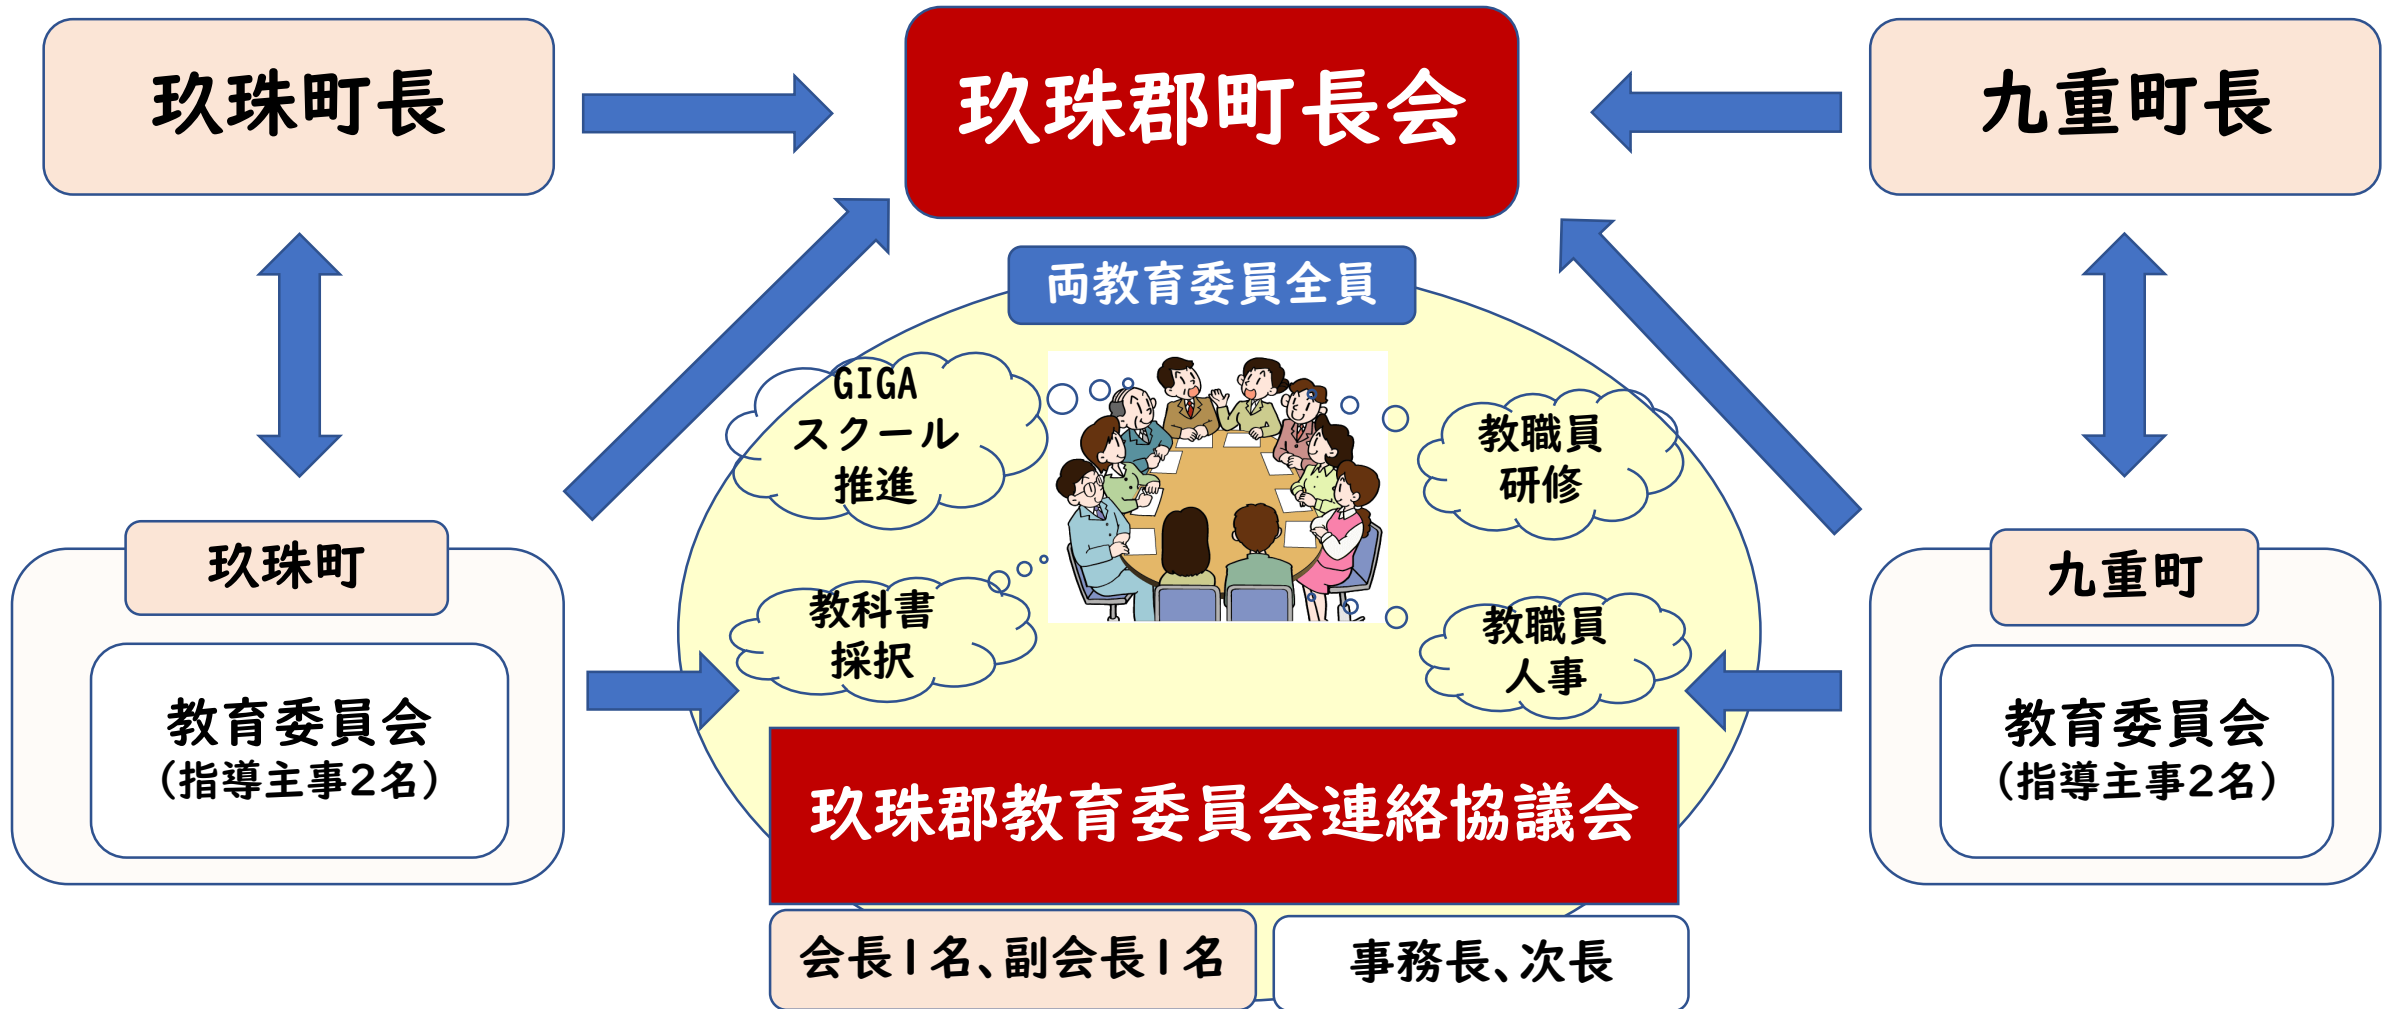 玖珠町長
玖珠郡町長会
九重町長
両教育委員全員
GIGA
スクール
推進
教職員
研修
玖珠町
教育委員会
（指導主事2名）
教科書
採択
教職員
人事
九重町
教育委員会
（指導主事2名）
玖珠郡教育委員会連絡協議会
会長1名、副会長1名
事務長、次長